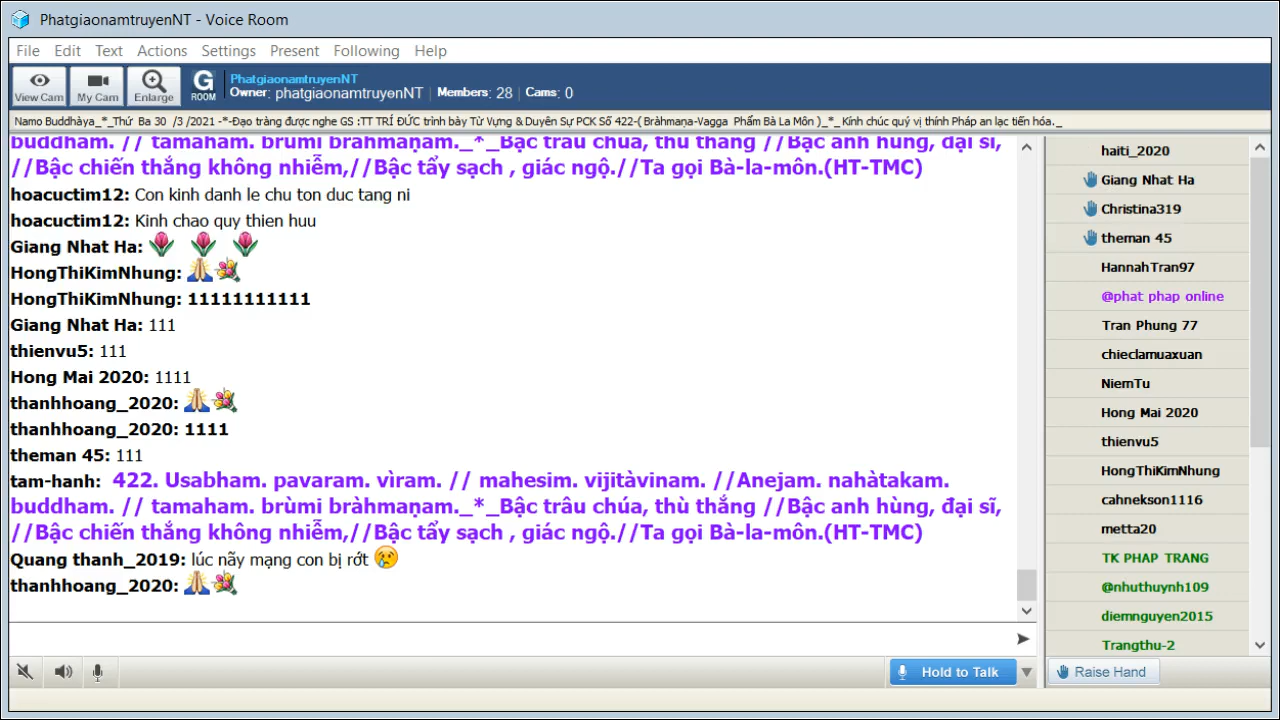 PhatgiaonamtruyenNT - Voice Room
File Edit Text Actions Settings Present Following Help
View Cam My Cam Enlarge
G ROOM
PhatgiaonamtruyenNT
Owner: phatgiaonamtruyenNT | Members: 28 | Cams: 0
Namo Buddhàya_*_Thứ Ba 30 /3 /2021 -*-Đạo tràng được nghe GS :TT TRÍ ĐỨC trình bày Từ Vựng & Duyên Sự PCK Số 422-( Bràhmaṇa-Vagga Phẩm Bà La Môn )_*_ Kính chúc quý vị thính Pháp an lạc tiến hóa._
buddham. // tamaham. brùmi bràhmaṇam._*_Bậc trâu chúa, thù thắng //Bậc anh hùng, đại sĩ,
//Bậc chiến thắng không nhiễm,//Bậc tẩy sạch , giác ngộ.//Ta gọi Bà-la-môn.(HT-TMC)
hoacuctim12: Con kinh danh le chu ton duc tang ni
hoacuctim12: Kinh chao quy thien huu
Giang Nhat Ha:
HongThiKimNhung:
HongThiKimNhung: 11111111111
Giang Nhat Ha: 111
thienvu5: 111
Hong Mai 2020: 1111
thanhhoang_2020:
thanhhoang_2020: 1111
theman 45: 111
tam-hanh: 422. Usabham. pavaram. vìram. // mahesim. vijitàvinam. //Anejam. nahàtakam.
buddham. // tamaham. brùmi bràhmaṇam._*_Bậc trâu chúa, thù thắng //Bậc anh hùng, đại sĩ,
//Bậc chiến thắng không nhiễm,//Bậc tẩy sạch , giác ngộ.//Ta gọi Bà-la-môn.(HT-TMC)
Quang thanh_2019: lúc nãy mạng con bị rớt
thanhhoang_2020:
Hold to Talk
haiti_2020
Giang Nhat Ha
Christina319
theman 45
HannahTran97
@phat phap online
Tran Phung 77
chieclamuaxuan
NiemTu
Hong Mai 2020
thienvu5
HongThiKimNhung
cahnekson1116
metta20
TK PHAP TRANG
@nhuthuynh109
diemnguyen2015
Trangthu-2
Raise Hand